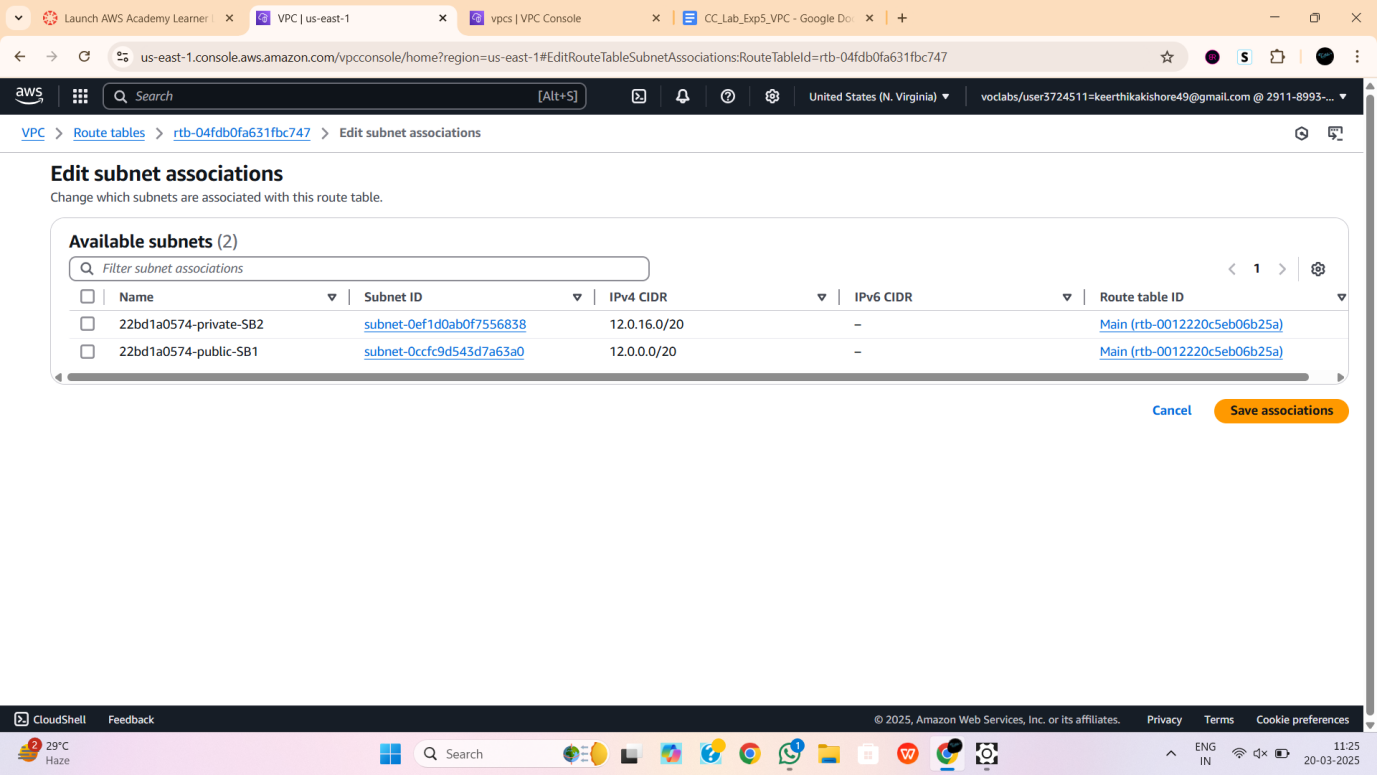 Launch AWS Academy Learner
VPC | us-east-1
vpcs | VPC Console
CC_Lab_Exp5_VPC - Google Do
us-east-1.console.aws.amazon.com/vpcconsole/home?region=us-east-1#EditRouteTableSubnetAssociations:RouteTableId=rtb-04fdb0fa631fbc747
S
aws
Search [Alt+S]
United States (N. Virginia)
voclabs/user3724511=keerthikakishore49@gmail.com @ 2911-8993-...
VPC > Route tables > rtb-04fdb0fa631fbc747 > Edit subnet associations
Edit subnet associations
Change which subnets are associated with this route table.
Available subnets (2)
Filter subnet associations
1
Name Subnet ID IPv4 CIDR IPv6 CIDR Route table ID
22bd1a0574-private-SB2 subnet-0ef1d0ab0f7556838 12.0.16.0/20 – Main (rtb-0012220c5eb06b25a)
22bd1a0574-public-SB1 subnet-0ccfc9d543d7a63a0 12.0.0.0/20 – Main (rtb-0012220c5eb06b25a)
Cancel Save associations
CloudShell Feedback © 2025, Amazon Web Services, Inc. or its affiliates. Privacy Terms Cookie preferences
2
29°C
Haze
Search
1
W
ENG
IN
11:25
20-03-2025